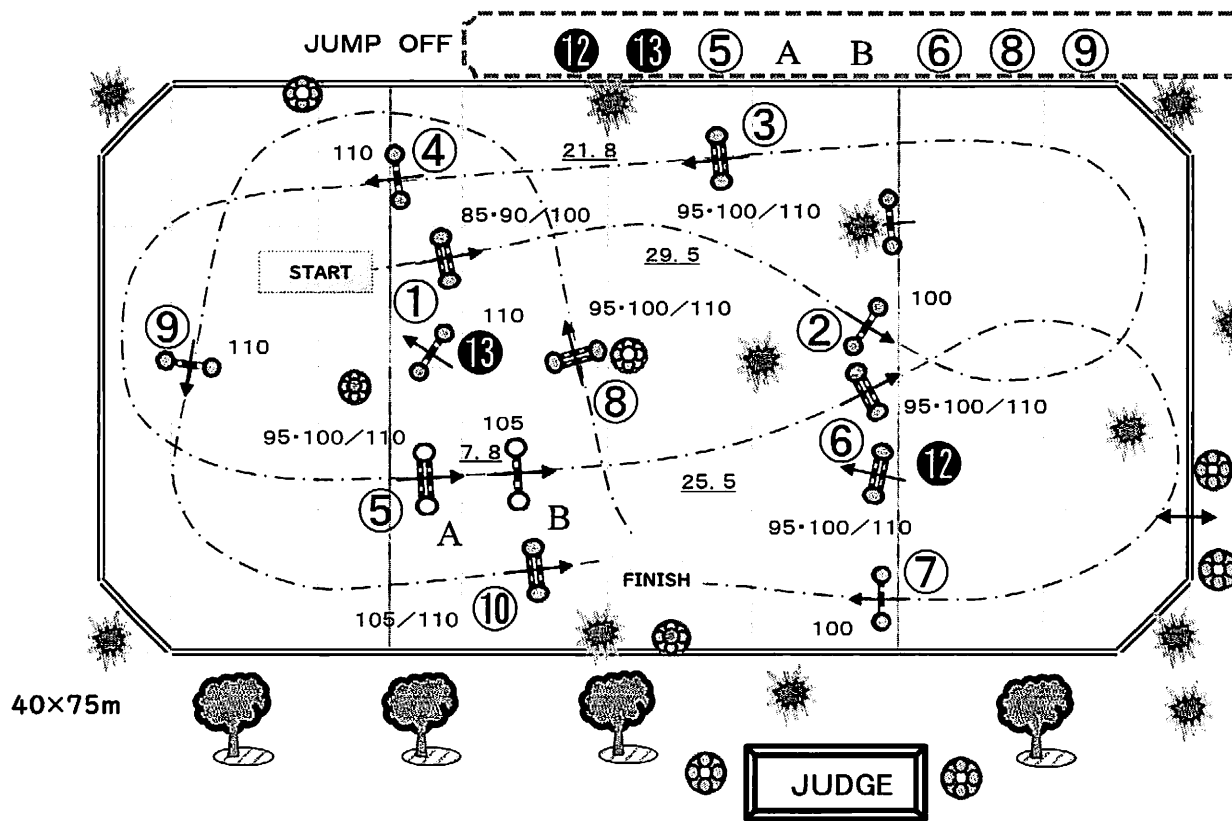 JUMP OFF ⓬ ⓭ ⑤ A B ⑥ ⑧ ⑨
③
110 ④ 21.8
85・90/100 95・100/110
START 29.5
① 110 95・100/110 ② 100
⑨ 110 ⓭
⑧ 95・100/110
95・100/110 7.8 105 ⑥ ⓬
⑤ A B 25.5
95・100/110
FINISH ⑦
105/110 ⑩ 100
40×75m
JUDGE